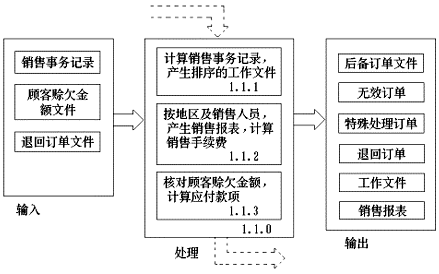 销售事务记录
顾客赊欠金
额文件
退回订单文件
输入
计算销售事务记录,
产生排序的工作文件
1.1.1
按地区及销售人员,
产生销售报表,计算
销售手续费
1.1.2
核对顾客赊欠金额,
计算应付款项
1.1.3
1.1.0
处理
后备订单文件
无效订单
特殊处理订单
退回订单
工作文件
销售报表
输出